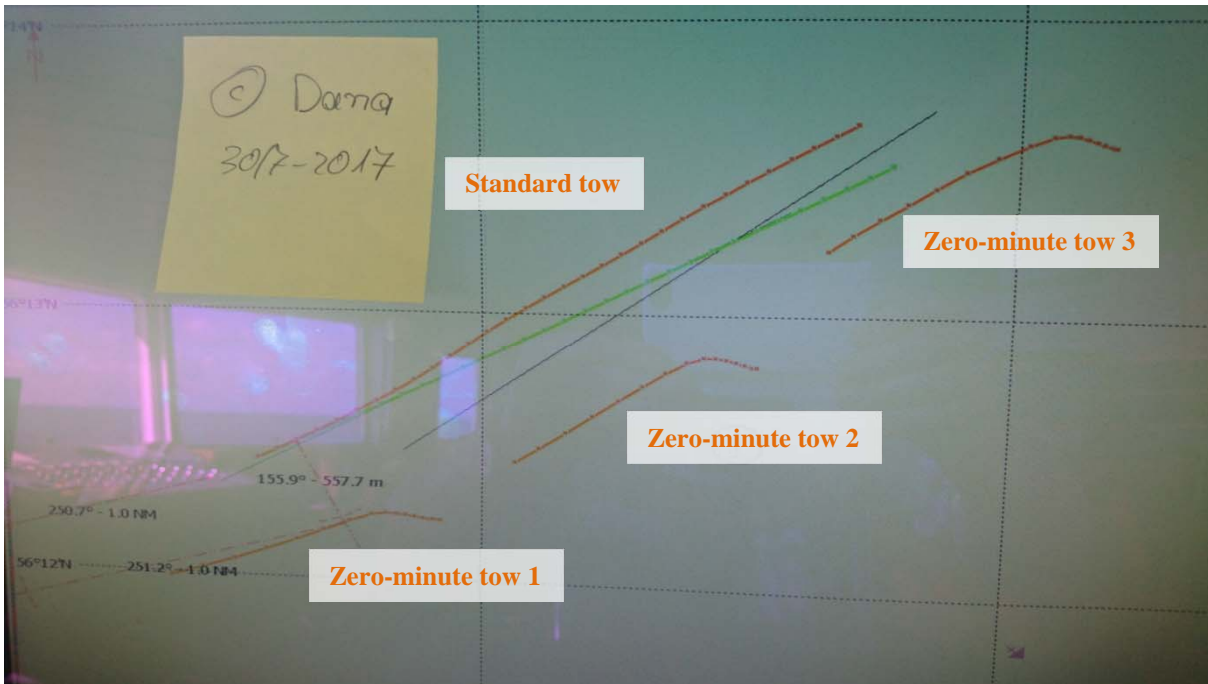 14'N
N
© Dana
30/7-2017
Standard tow
Zero-minute tow 3
56°13'N
Zero-minute tow 2
155.9° - 557.7 m
250.7° - 1.0 NM
56°12'N
251.2° - 1.0 NM
Zero-minute tow 1